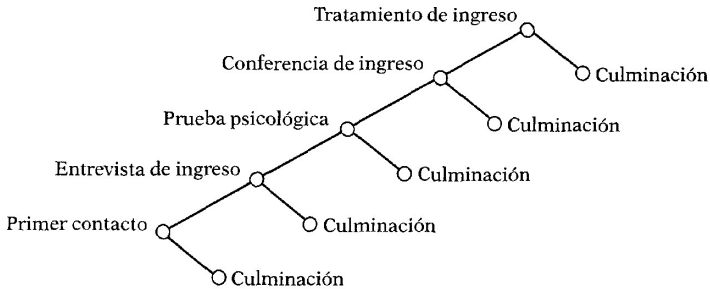 Tratamiento de ingreso
Culminación
Conferencia de ingreso
Culminación
Prueba psicológica
Culminación
Entrevista de ingreso
Culminación
Primer contacto
Culminación